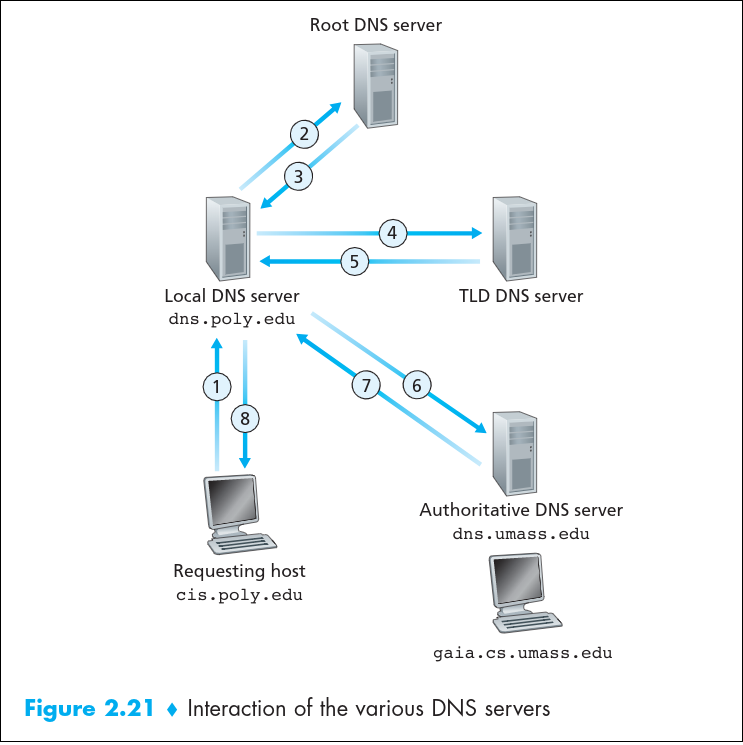 Root DNS server
2
3
4
5
Local DNS server
dns.poly.edu
TLD DNS server
1
8
7
6
Authoritative DNS server
dns.umass.edu
Requesting host
cis.poly.edu
gaia.cs.umass.edu
Figure 2.21 ♦ Interaction of the various DNS servers